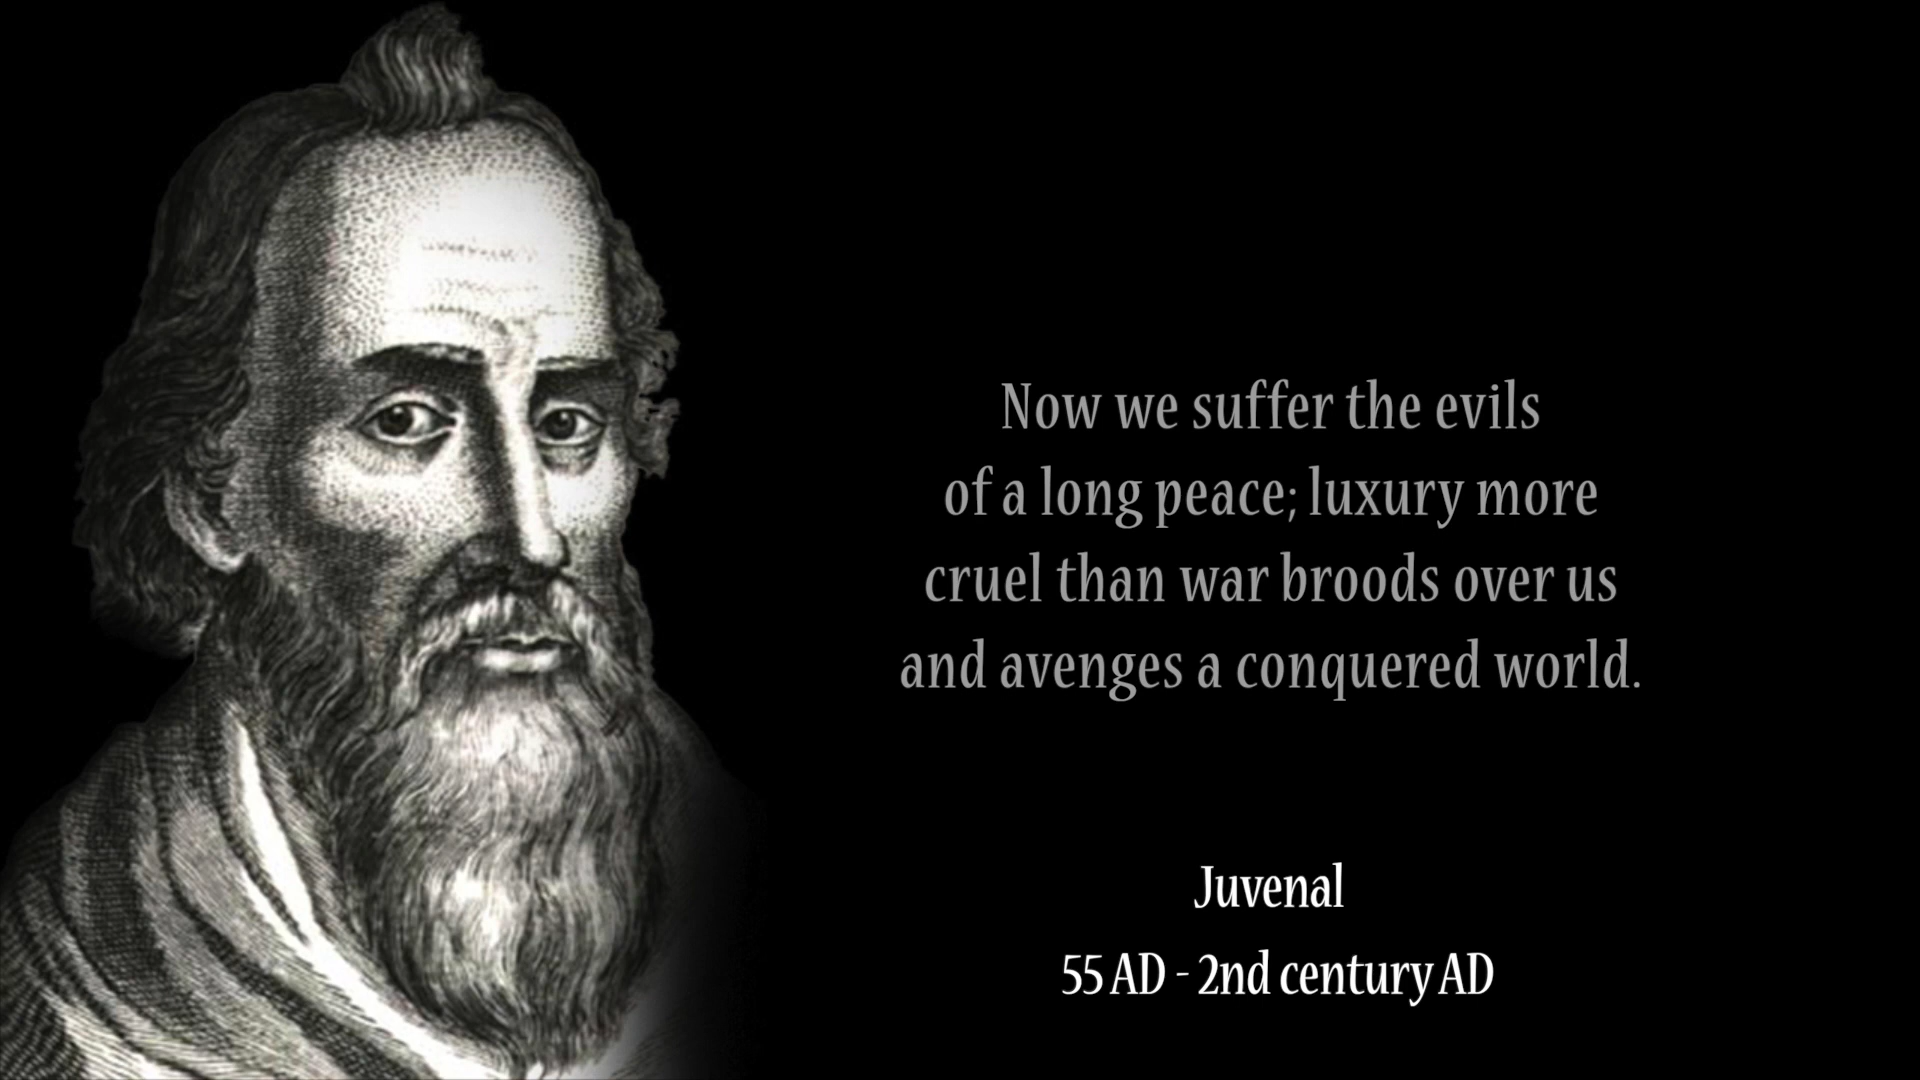 Now we suffer the evils
of a long peace; luxury more
cruel than war broods over us
and avenges a conquered world.
Juvenal
55 AD - 2nd century AD